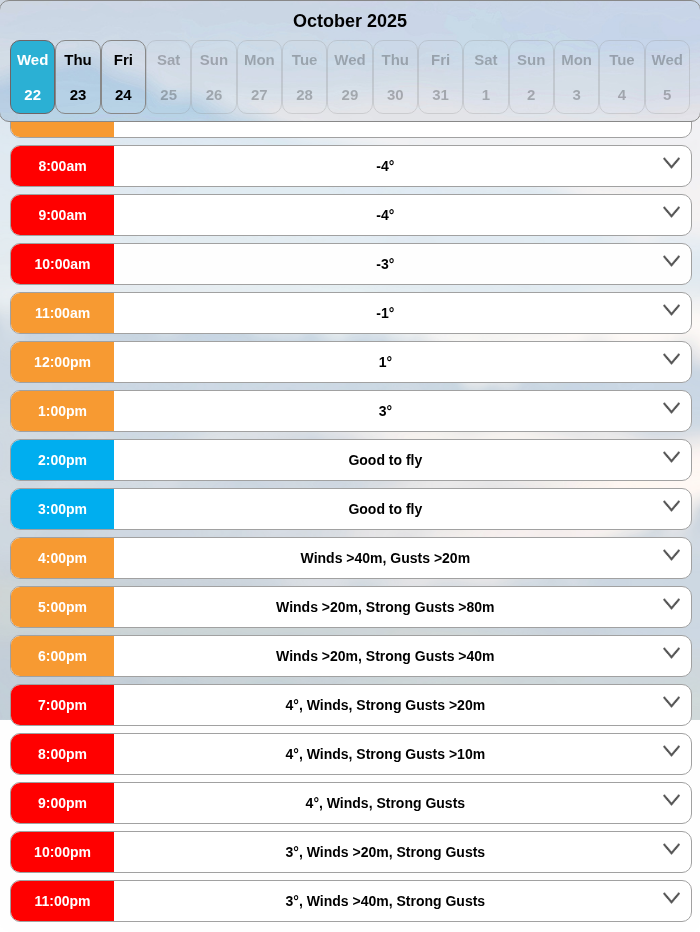 October 2025
Wed Thu Fri Sat Sun Mon Tue Wed Thu Fri Sat Sun Mon Tue Wed
22 23 24 25 26 27 28 29 30 31 1 2 3 4 5
8:00am -4°
9:00am -4°
10:00am -3°
11:00am -1°
12:00pm 1°
1:00pm 3°
2:00pm Good to fly
3:00pm Good to fly
4:00pm Winds >40m, Gusts >20m
5:00pm Winds >20m, Strong Gusts >80m
6:00pm Winds >20m, Strong Gusts >40m
7:00pm 4°, Winds, Strong Gusts >20m
8:00pm 4°, Winds, Strong Gusts >10m
9:00pm 4°, Winds, Strong Gusts
10:00pm 3°, Winds >20m, Strong Gusts
11:00pm 3°, Winds >40m, Strong Gusts